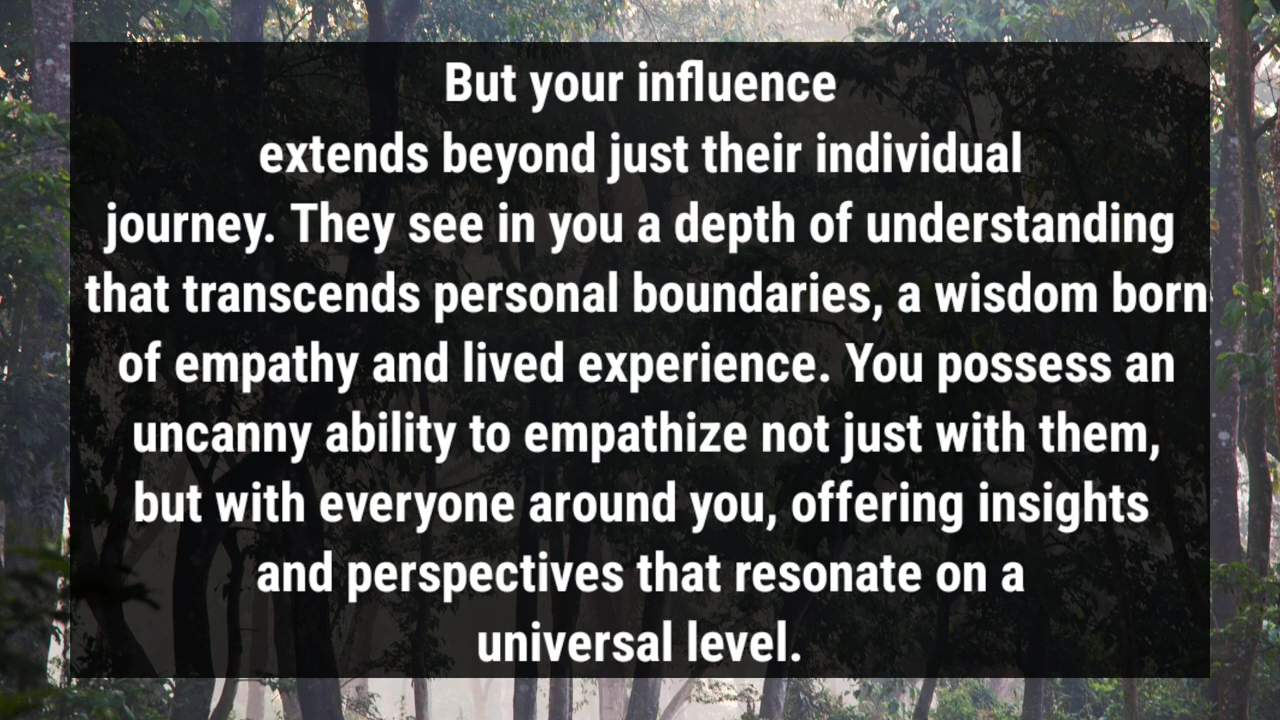 But your influence
extends beyond just their individual
journey. They see in you a depth of understanding
that transcends personal boundaries, a wisdom born
of empathy and lived experience. You possess an
uncanny ability to empathize not just with them,
but with everyone around you, offering insights
and perspectives that resonate on a
universal level.